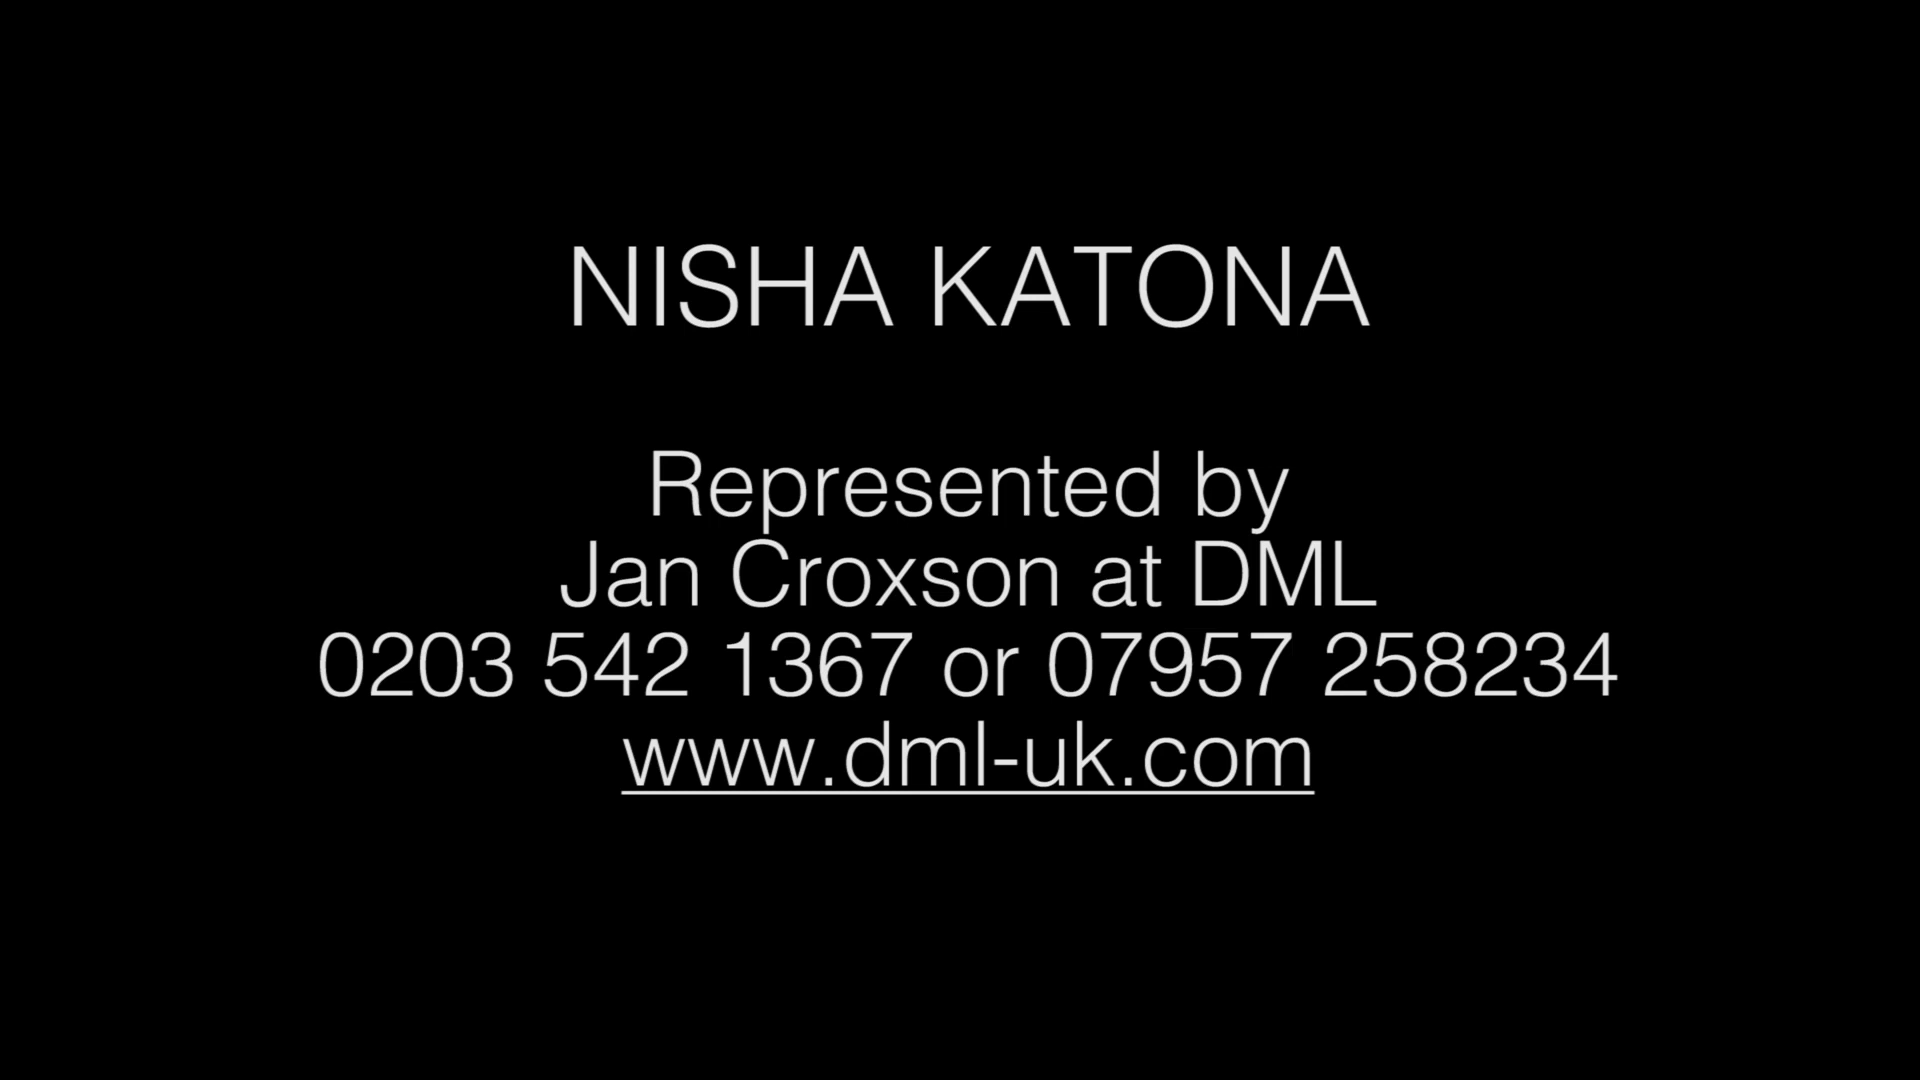 NISHA KATONA
Represented by
Jan Croxson at DML
0203 542 1367 or 07957 258234
www.dml-uk.com